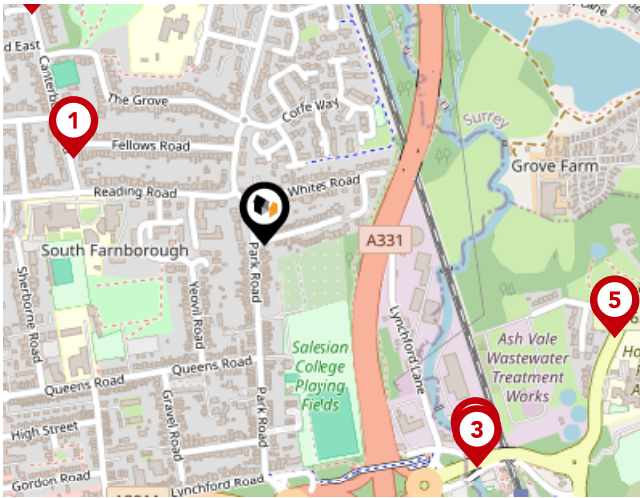 d East
Canterb
The Grove
Corfe Way
Surrey
1
Fellows Road
Grove Farm
Reading Road
Whites Road
South Farnborough
A331
Park Road
Sherborne Road
Yeovil Road
5
Lynchford Lane
Salesian
College
Playing
Fields
Ash Vale
Wastewater
Treatment
Works
Queens Road
Queens Road
Gravel Road
Park Road
High Street
3
Gordon Road
Lynchford Road